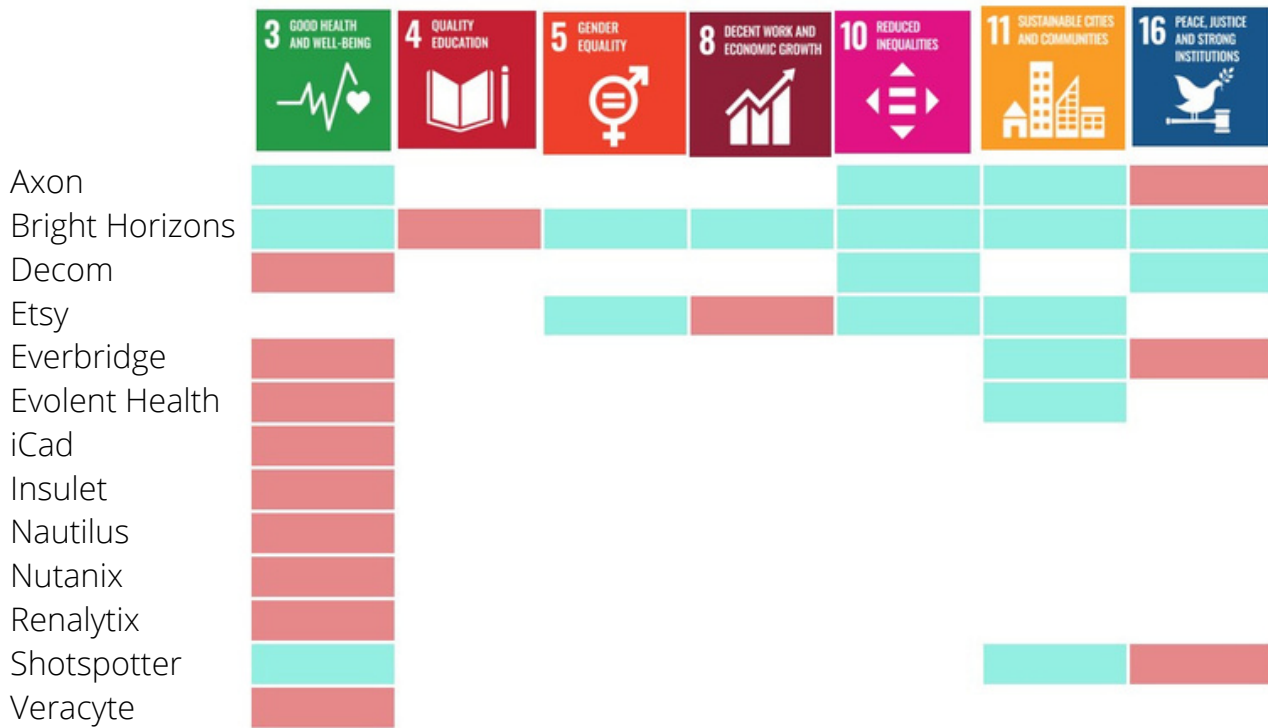 3 GOOD HEALTH
AND WELL-BEING
4 QUALITY
EDUCATION
5 GENDER
EQUALITY
8 DECENT WORK AND
ECONOMIC GROWTH
10 REDUCED
INEQUALITIES
11 SUSTAINABLE CITIES
AND COMMUNITIES
16 PEACE, JUSTICE
AND STRONG
INSTITUTIONS
Axon
Bright Horizons
Decom
Etsy
Everbridge
Evolent Health
iCad
Insulet
Nautilus
Nutanix
Renalytix
Shotspotter
Veracyte